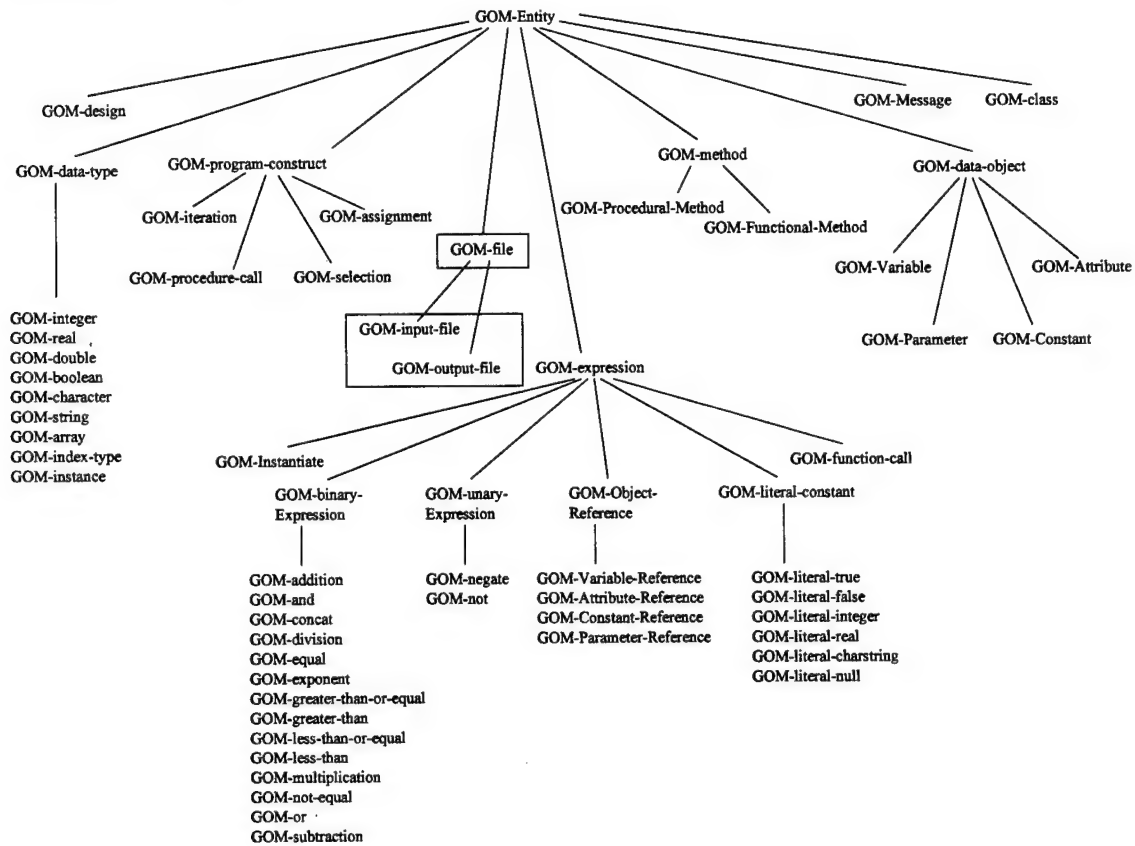 GOM-Entity
GOM-design
GOM-Message
GOM-class
GOM-data-type
GOM-program-construct
GOM-method
GOM-data-object
GOM-iteration
GOM-assignment
GOM-procedure-call
GOM-selection
GOM-file
GOM-input-file
GOM-output-file
GOM-Procedural-Method
GOM-Functional-Method
GOM-Variable
GOM-Attribute
GOM-Parameter
GOM-Constant
GOM-integer
GOM-real
GOM-double
GOM-boolean
GOM-character
GOM-string
GOM-array
GOM-index-type
GOM-instance
GOM-expression
GOM-Instantiate
GOM-function-call
GOM-binary-
Expression
GOM-unary-
Expression
GOM-Object-
Reference
GOM-literal-constant
GOM-addition
GOM-and
GOM-concat
GOM-division
GOM-equal
GOM-exponent
GOM-greater-than-or-equal
GOM-greater-than
GOM-less-than-or-equal
GOM-less-than
GOM-multiplication
GOM-not-equal
GOM-or
GOM-subtraction
GOM-negate
GOM-not
GOM-Variable-Reference
GOM-Attribute-Reference
GOM-Constant-Reference
GOM-Parameter-Reference
GOM-literal-true
GOM-literal-false
GOM-literal-integer
GOM-literal-real
GOM-literal-charstring
GOM-literal-null